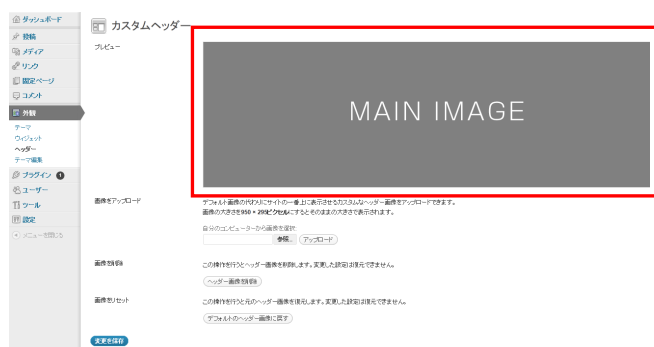 ダッシュボード
投稿
メディア
リンク
固定ページ
コメント
外観
テーマ
ウィジェット
ヘッダー
テーマ編集
プラグイン 1
ユーザー
ツール
設定
メニューを閉じる
カスタムヘッダー
プレビュー
MAIN IMAGE
画像をアップロード
デフォルト画像の代わりにサイトの一番上に表示させるカスタムヘッダー画像をアップロードできます。
画像の大きさを950 × 295ピクセルにするとそのままの大きさで表示されます。
自分のコンピューターから画像を選択:
参照... アップロード
画像を削除
この操作を行うとヘッダー画像を削除します。変更した設定は復元できません。
ヘッダー画像を削除
画像をリセット
この操作を行うと元のヘッダー画像を復元します。変更した設定は復元できません。
デフォルトのヘッダー画像に戻す
変更を保存